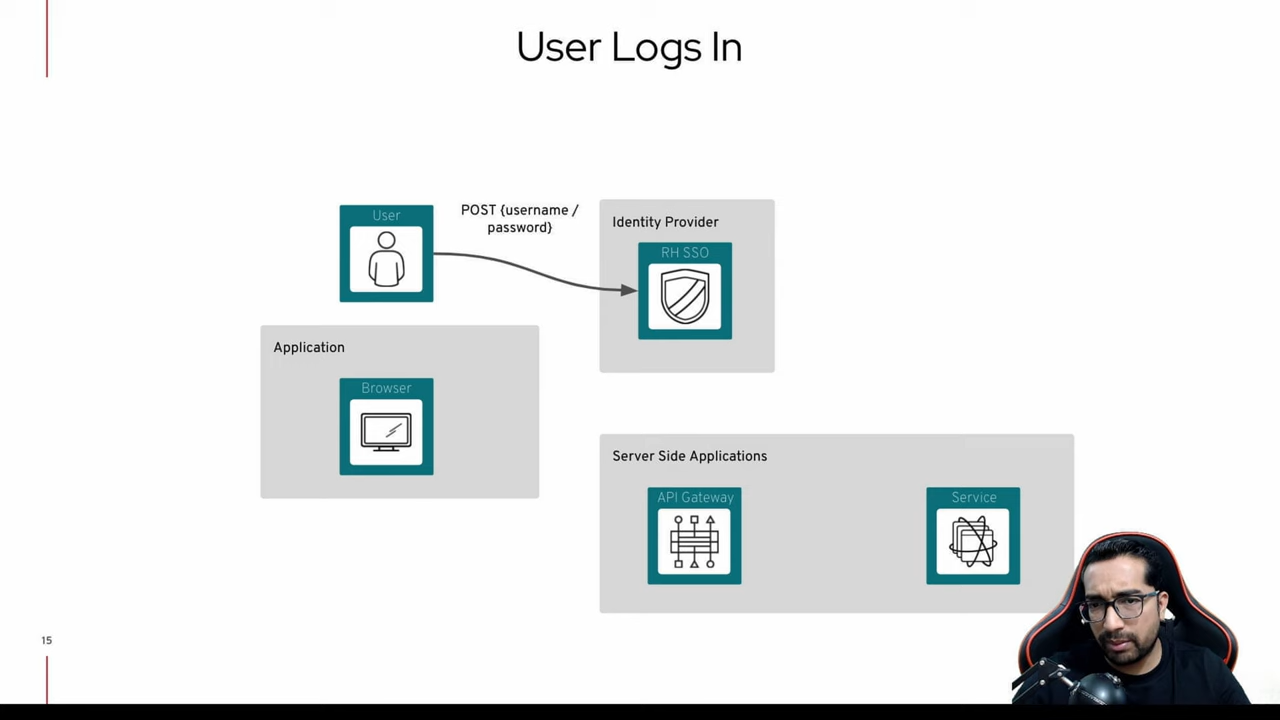 User Logs In
User
POST {username /
password}
Identity Provider
RH SSO
Application
Browser
Server Side Applications
API Gateway
Service
15